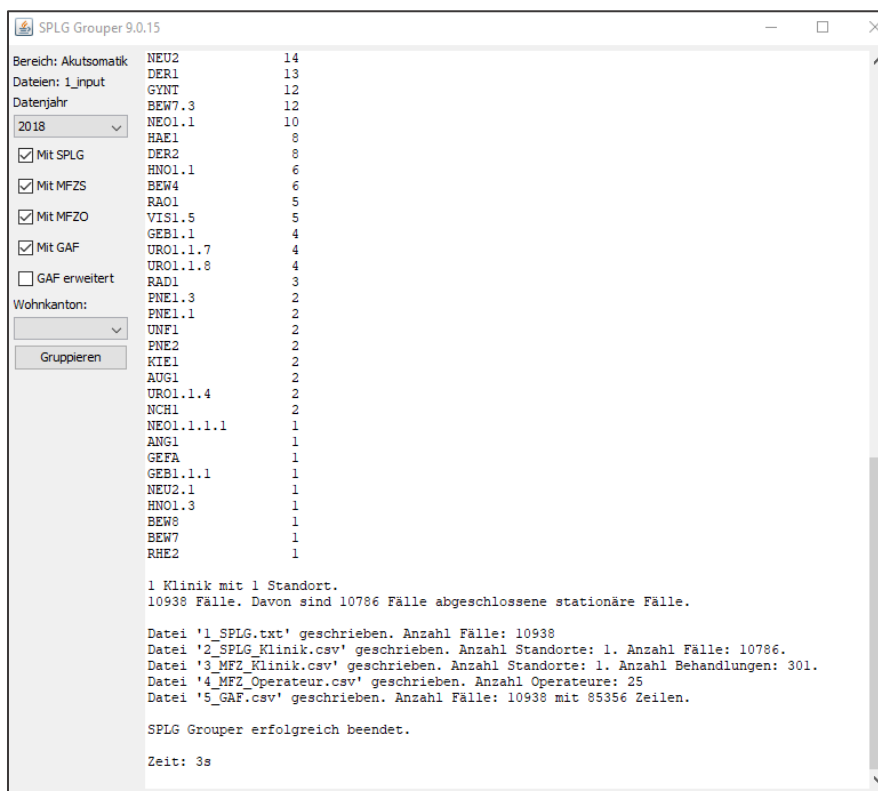 SPLG Grouper 9.0.15
Bereich: Akutsomatik
Dateien: 1_input
Datenjahr
2018
Mit SPLG
Mit MFZS
Mit MFZO
Mit GAF
GAF erweitert
Wohnkanton:
Gruppieren
NEU2 14
DER1 13
GYNT 12
BEW7.3 12
NEO1.1 10
HAE1 8
DER2 8
HNO1.1 6
BEW4 6
RAO1 5
VIS1.5 5
GEB1.1 4
URO1.1.7 4
URO1.1.8 4
RAD1 3
PNE1.3 2
PNE1.1 2
UNF1 2
PNE2 2
KIE1 2
AUG1 2
URO1.1.4 2
NCH1 2
NEO1.1.1.1 1
ANG1 1
GEFA 1
GEB1.1.1 1
NEU2.1 1
HNO1.3 1
BEW8 1
BEW7 1
RHE2 1
1 Klinik mit 1 Standort.
10938 Fälle. Davon sind 10786 Fälle abgeschlossene stationäre Fälle.
Datei '1_SPLG.txt' geschrieben. Anzahl Fälle: 10938
Datei '2_SPLG_Klinik.csv' geschrieben. Anzahl Standorte: 1. Anzahl Fälle: 10786.
Datei '3_MFZ_Klinik.csv' geschrieben. Anzahl Standorte: 1. Anzahl Behandlungen: 301.
Datei '4_MFZ_Operateur.csv' geschrieben. Anzahl Operateure: 25
Datei '5_GAF.csv' geschrieben. Anzahl Fälle: 10938 mit 85356 Zeilen.
SPLG Grouper erfolgreich beendet.
Zeit: 3s